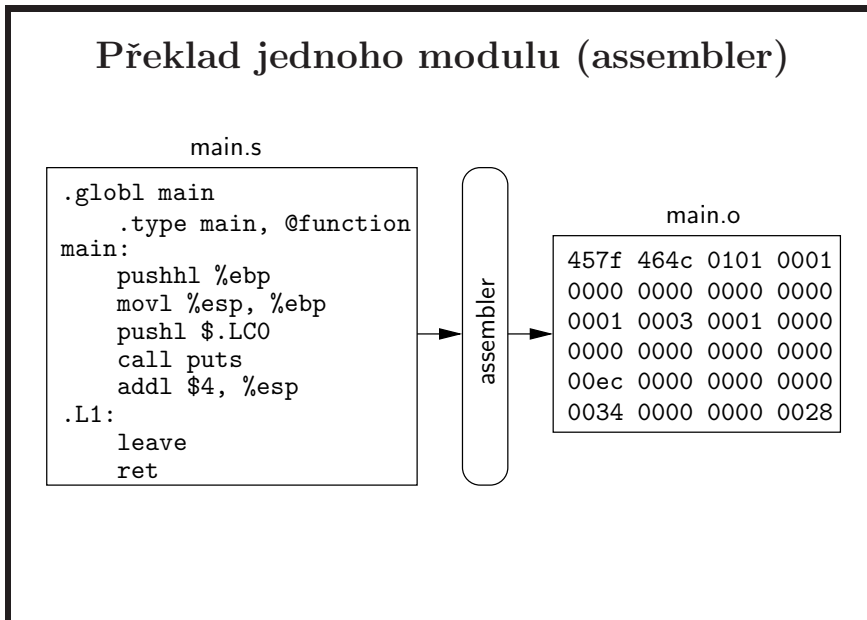 Překlad jednoho modulu (assembler)
main.s
.globl main
.type main, @function
main:
pushhl %ebp
movl %esp, %ebp
pushl $.LC0
call puts
addl $4, %esp
.L1:
leave
ret
assembler
main.o
457f 464c 0101 0001
0000 0000 0000 0000
0001 0003 0001 0000
0000 0000 0000 0000
00ec 0000 0000 0000
0034 0000 0000 0028